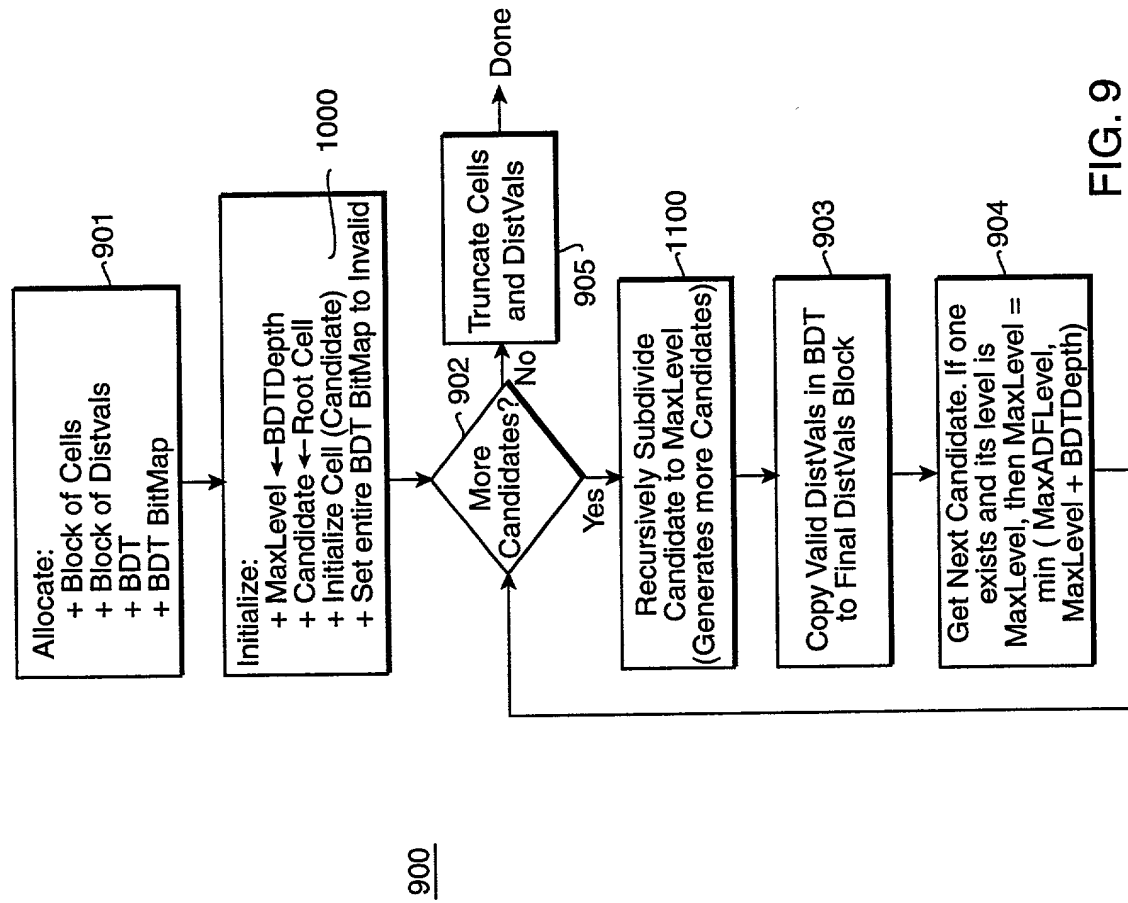 900
Allocate:
+ Block of Cells
+ Block of Distvals
+ BDT
+ BDT BitMap
901
Initialize:
+ MaxLevel ←BDTDepth
+ Candidate ←Root Cell
+ Initialize Cell (Candidate)
+ Set entire BDT BitMap to Invalid
1000
More
Candidates?
902
No
Yes
Truncate Cells
and DistVals
905
Done
Recursively Subdivide
Candidate to MaxLevel
(Generates more Candidates)
1100
Copy Valid DistVals in BDT
to Final DistVals Block
903
Get Next Candidate. If one
exists and its level is
MaxLevel, then MaxLevel =
min ( MaxADFLevel,
MaxLevel + BDTDepth)
904
FIG. 9